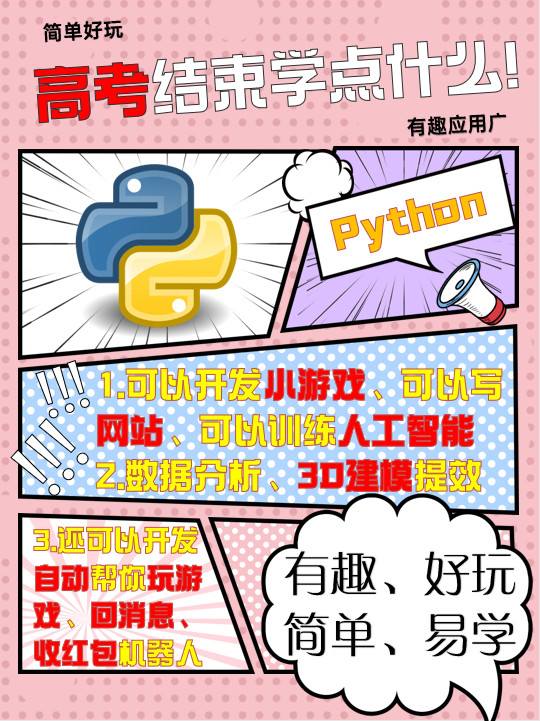 简单好玩
高考结束学点什么!
有趣应用广
Python
1.可以开发小游戏、可以写
网站、可以训练人工智能
2.数据分析、3D建模提效
3.还可以开发
自动帮你玩游
戏、回消息、
收红包机器人
有趣、好玩
简单、易学